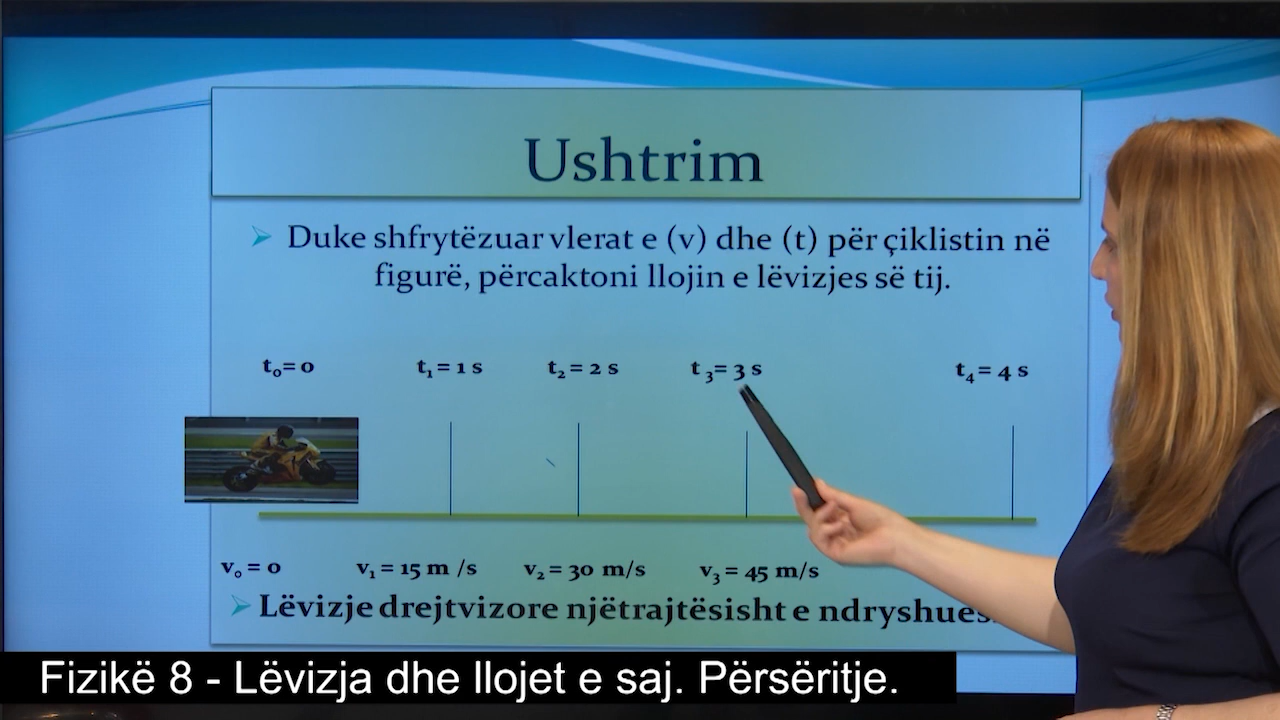 Ushtrim
Duke shfrytëzuar vlerat e (v) dhe (t) për çiklistin në
figurë, përcaktoni llojin e lëvizjes së tij.
t₀= 0 t₁ = 1 s t₂ = 2 s t ₃= 3 s t₄ = 4 s
v₀ = 0 v₁ = 15 m /s v₂ = 30 m/s v₃ = 45 m/s
Lëvizje drejtvizore njëtrajtësisht e ndryshues
Fizikë 8 - Lëvizja dhe llojet e saj. Përsëritje.